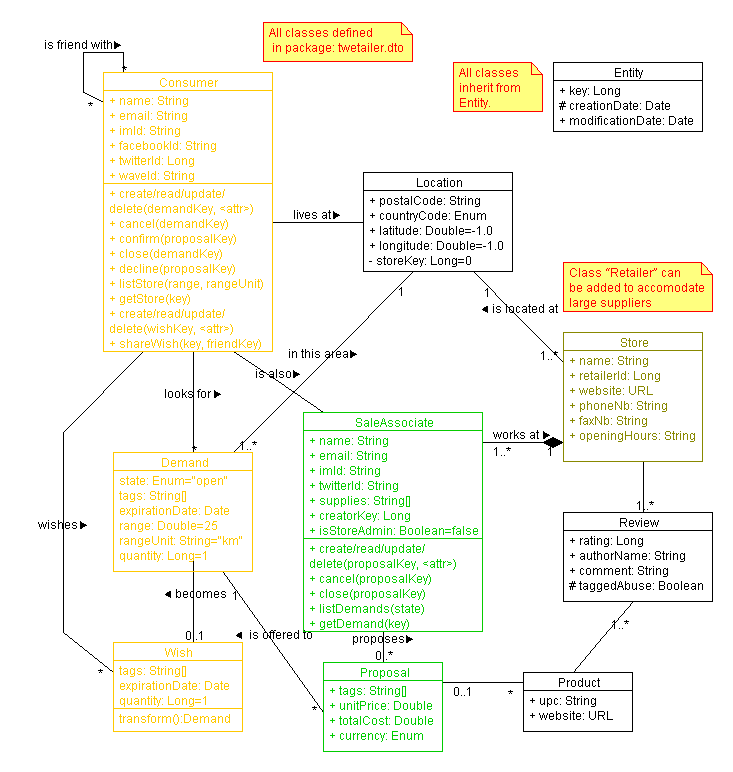 All classes defined
in package: twetailer.dto
is friend with
*
*
Consumer
+ name: String
+ email: String
+ imId: String
+ facebookId: String
+ twitterId: Long
+ waveId: String
+ create/read/update/
delete(demandKey, <attr>)
+ cancel(demandKey)
+ confirm(proposalKey)
+ close(demandKey)
+ decline(proposalKey)
+ listStore(range, rangeUnit)
+ getStore(key)
+ create/read/update/
delete(wishKey, <attr>)
+ shareWish(key, friendKey)
All classes
inherit from
Entity.
Entity
+ key: Long
# creationDate: Date
+ modificationDate: Date
lives at
Location
+ postalCode: String
+ countryCode: Enum
+ latitude: Double=-1.0
+ longitude: Double=-1.0
- storeKey: Long=0
1
1
Class "Retailer" can
be added to accomodate
large suppliers
is located at
1..*
in this area
is also
looks for
*
1..*
Store
+ name: String
+ retailerId: Long
+ website: URL
+ phoneNb: String
+ faxNb: String
+ openingHours: String
SaleAssociate
+ name: String
+ email: String
+ imId: String
+ twitterId: String
+ supplies: String[]
+ creatorKey: Long
+ isStoreAdmin: Boolean=false
+ create/read/update/
delete(proposalKey, <attr>)
+ cancel(proposalKey)
+ close(proposalKey)
+ listDemands(state)
+ getDemand(key)
works at
1..*
1
Demand
state: Enum="open"
tags: String[]
expirationDate: Date
range: Double=25
rangeUnit: String="km"
quantity: Long=1
wishes
1..*
Review
+ rating: Long
+ authorName: String
+ comment: String
# taggedAbuse: Boolean
1..*
becomes
1
0..1
is offered to
proposes
0..*
Wish
tags: String[]
expirationDate: Date
quantity: Long=1
transform():Demand
*
*
Proposal
+ tags: String[]
+ unitPrice: Double
+ totalCost: Double
+ currency: Enum
0..1
*
Product
+ upc: String
+ website: URL